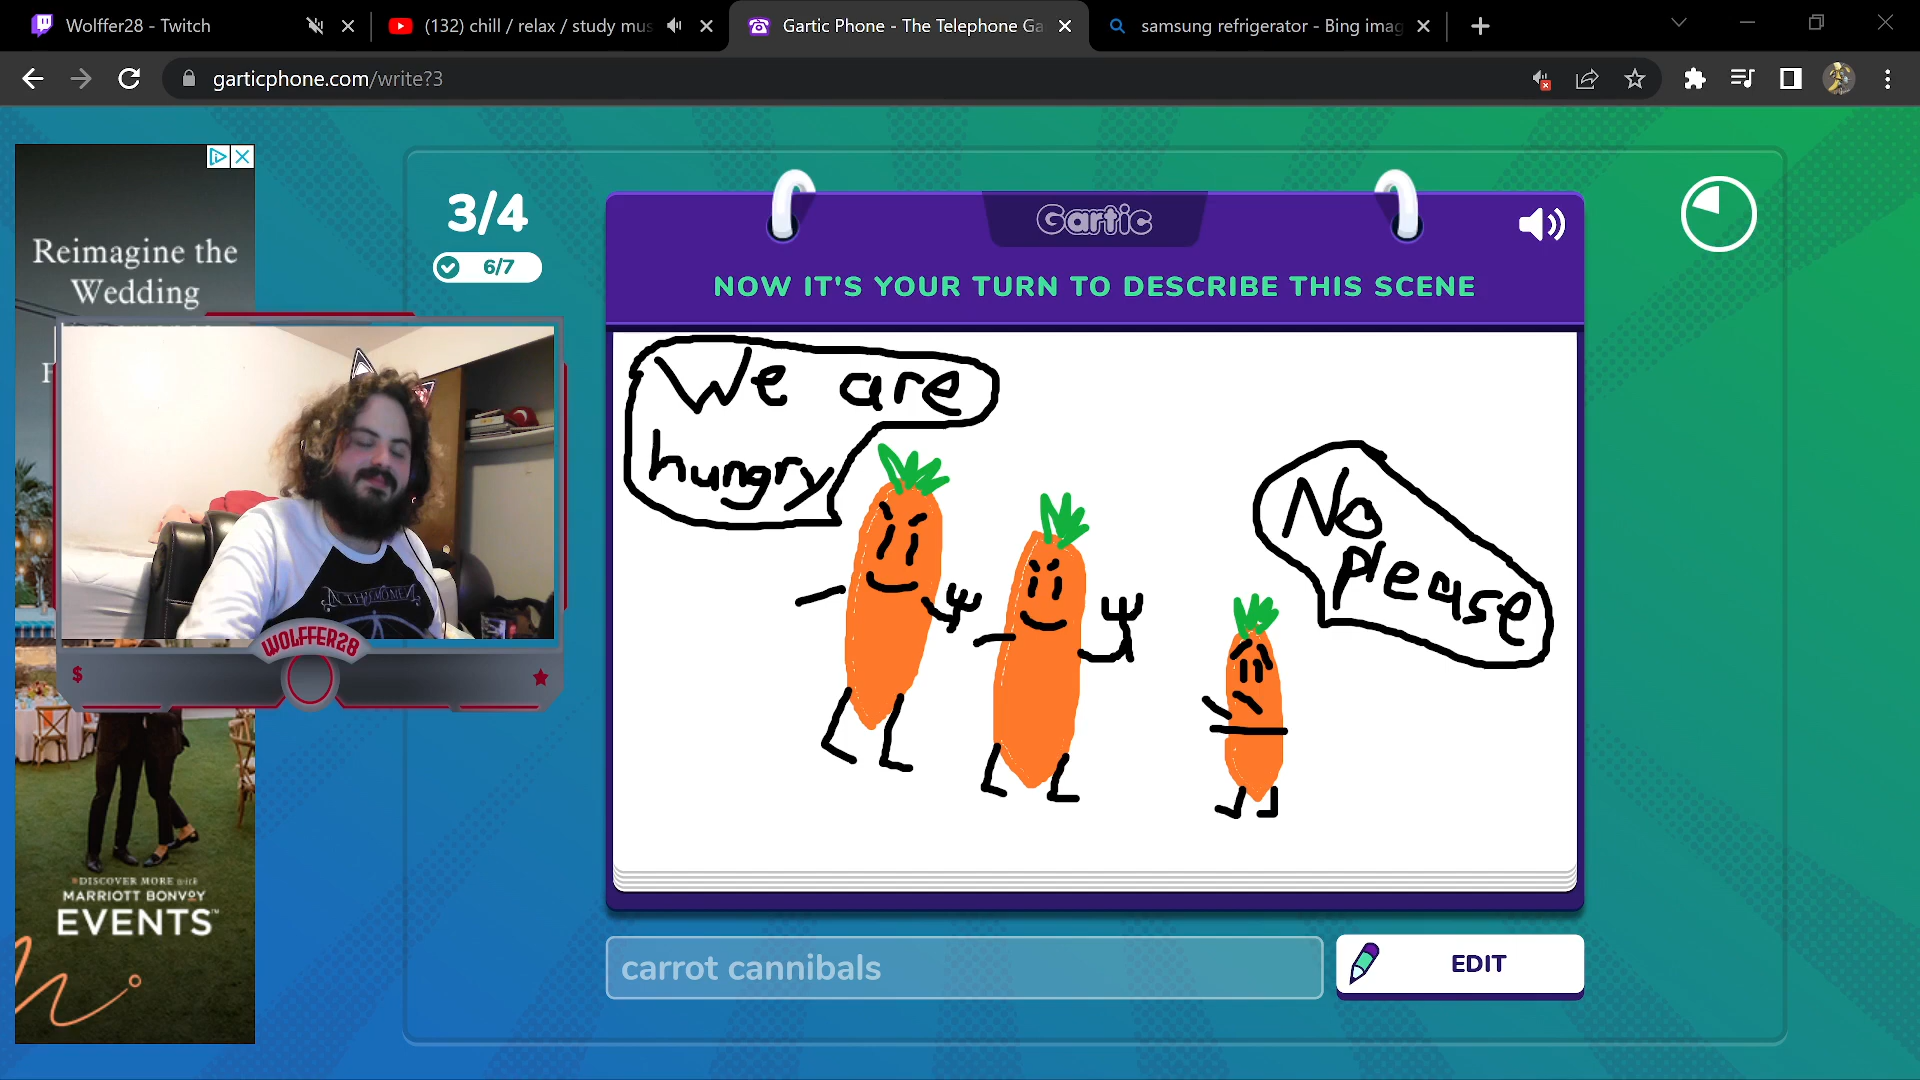 Wolffer28 - Twitch
(132) chill / relax / study mus
Gartic Phone - The Telephone Ga
samsung refrigerator - Bing imag
garticphone.com/write?3
Reimagine the
Wedding
F
3/4
6/7
Gartic
NOW IT'S YOUR TURN TO DESCRIBE THIS SCENE
We are
hungry
No
please
WOLFFER28
$
DISCOVER MORE with
MARRIOTT BONVOY
EVENTS™
carrot cannibals
EDIT